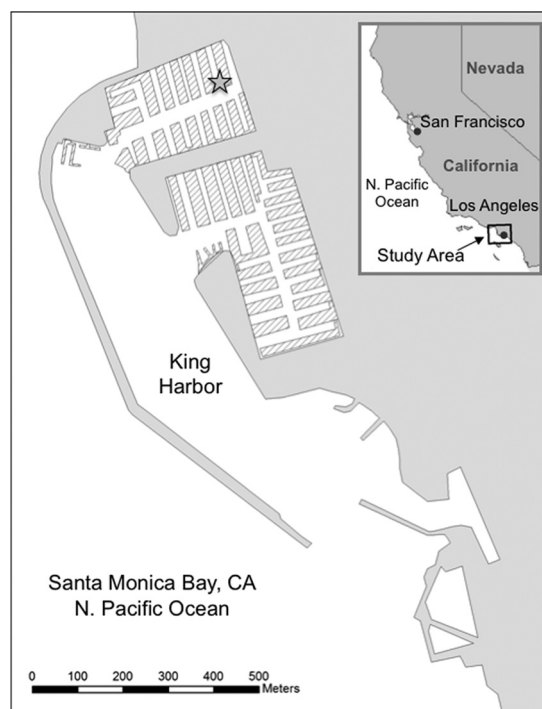 Nevada
San Francisco
California
N. Pacific
Ocean
Los Angeles
Study Area
King
Harbor
Santa Monica Bay, CA
N. Pacific Ocean
0 100 200 300 400 500
Meters